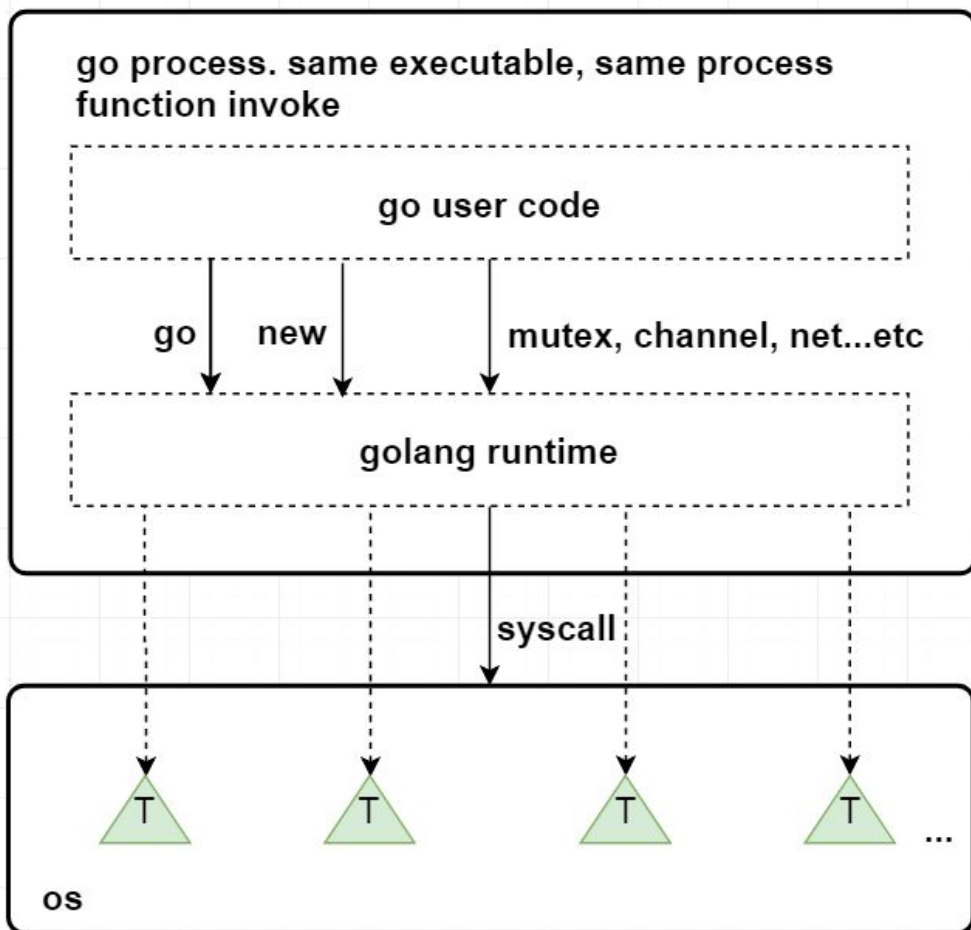 go process. same executable, same process
function invoke
go user code
go
new
mutex, channel, net...etc
golang runtime
syscall
T
T
T
T
...
os